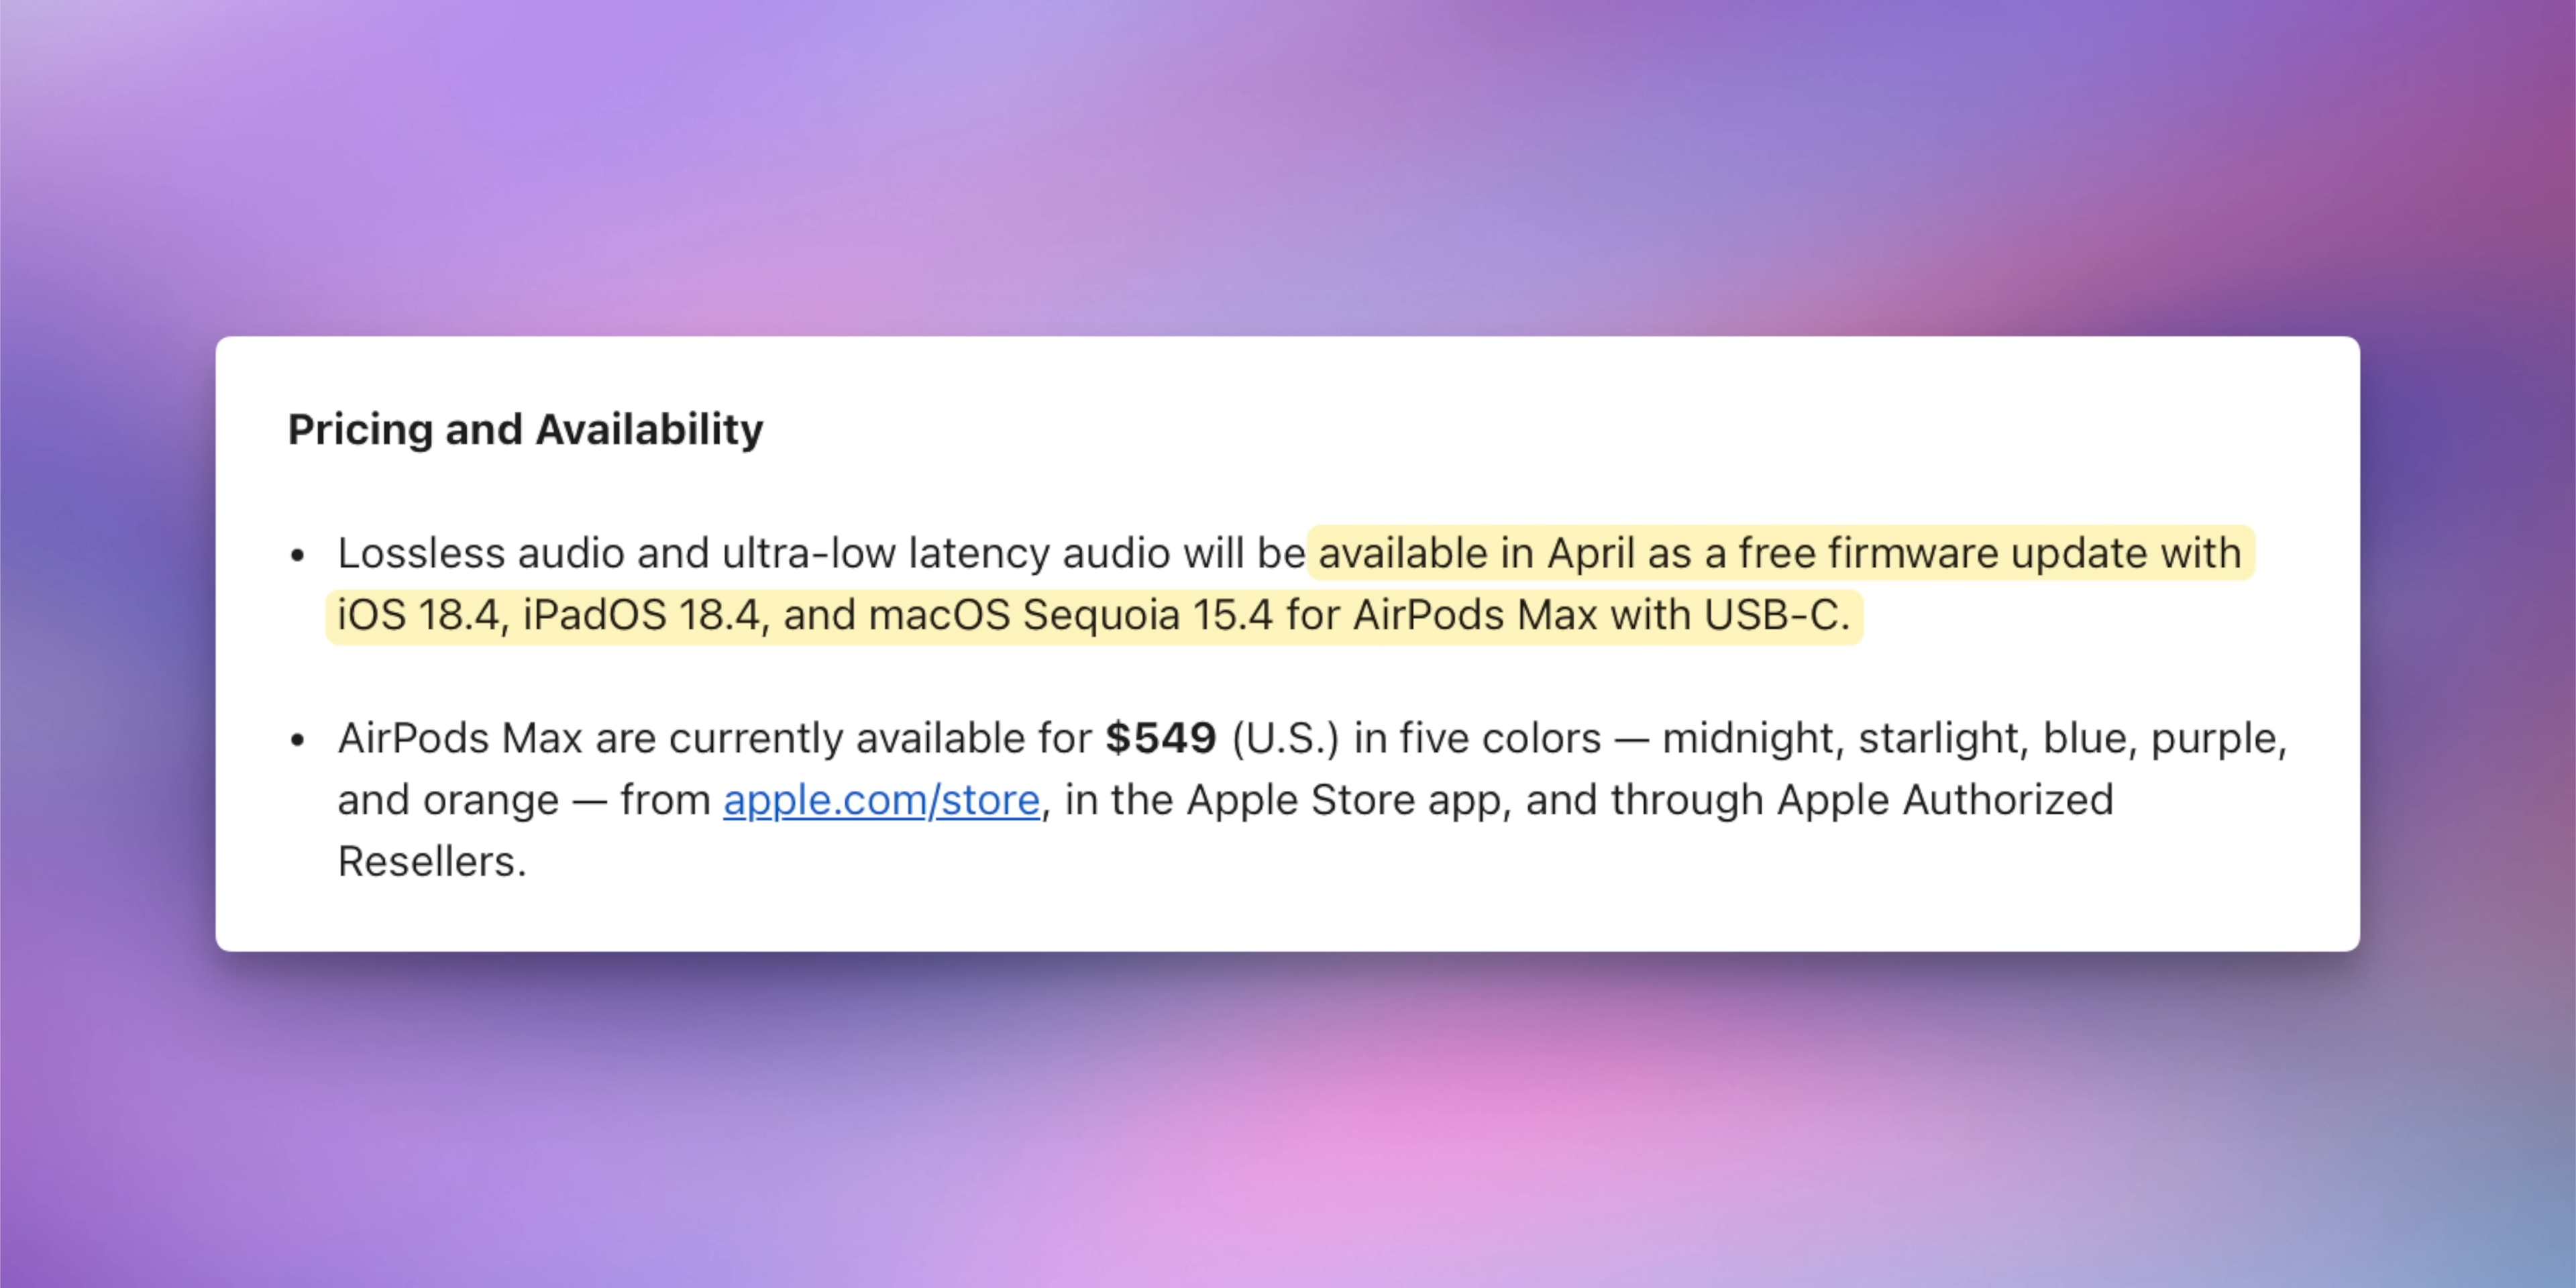 Pricing and Availability
• Lossless audio and ultra-low latency audio will be available in April as a free firmware update with
iOS 18.4, iPadOS 18.4, and macOS Sequoia 15.4 for AirPods Max with USB-C.
• AirPods Max are currently available for $549 (U.S.) in five colors — midnight, starlight, blue, purple,
and orange — from apple.com/store, in the Apple Store app, and through Apple Authorized
Resellers.